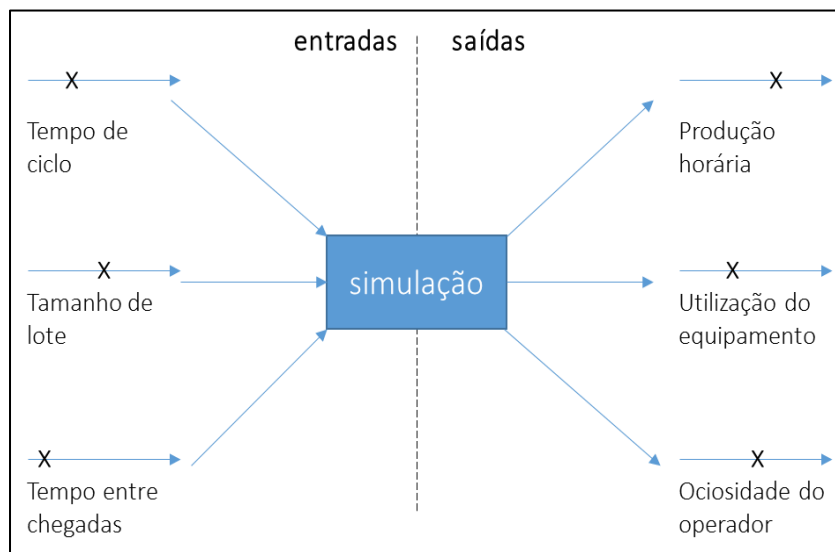 entradas
saídas
X
Tempo de
ciclo
X
Tamanho de
lote
X
Tempo entre
chegadas
simulação
X
Produção
horária
X
Utilização do
equipamento
X
Ociosidade do
operador